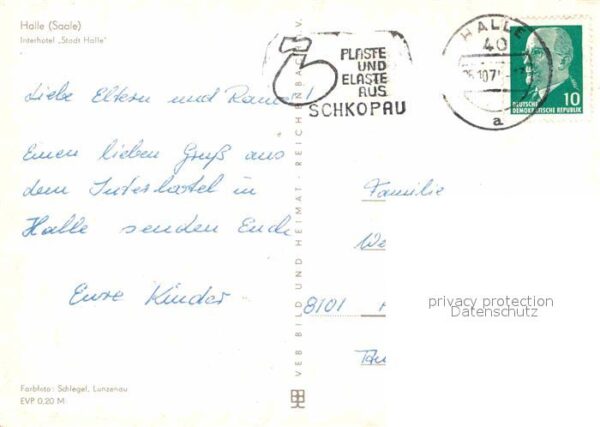 Halle (Saale)
Interhotel „Stadt Halle"
PLASTE
UND
ELASTE
AUS
SCHKOPAU
HALLE
40
a
10
DEUTSCHE
DEMOKRATISCHE REPUBLIK
Liebe Eltern und
Einen lieben Gruß aus
dem Interhotel in
Halle senden Euch
Eure Kinder
VEB BILD UND HEIMAT · REICHENBACH I. V.
Familie
We
8101
privacy protection
Datenschutz
Farbfoto: Schlegel, Lunzenau
EVP 0,20 M